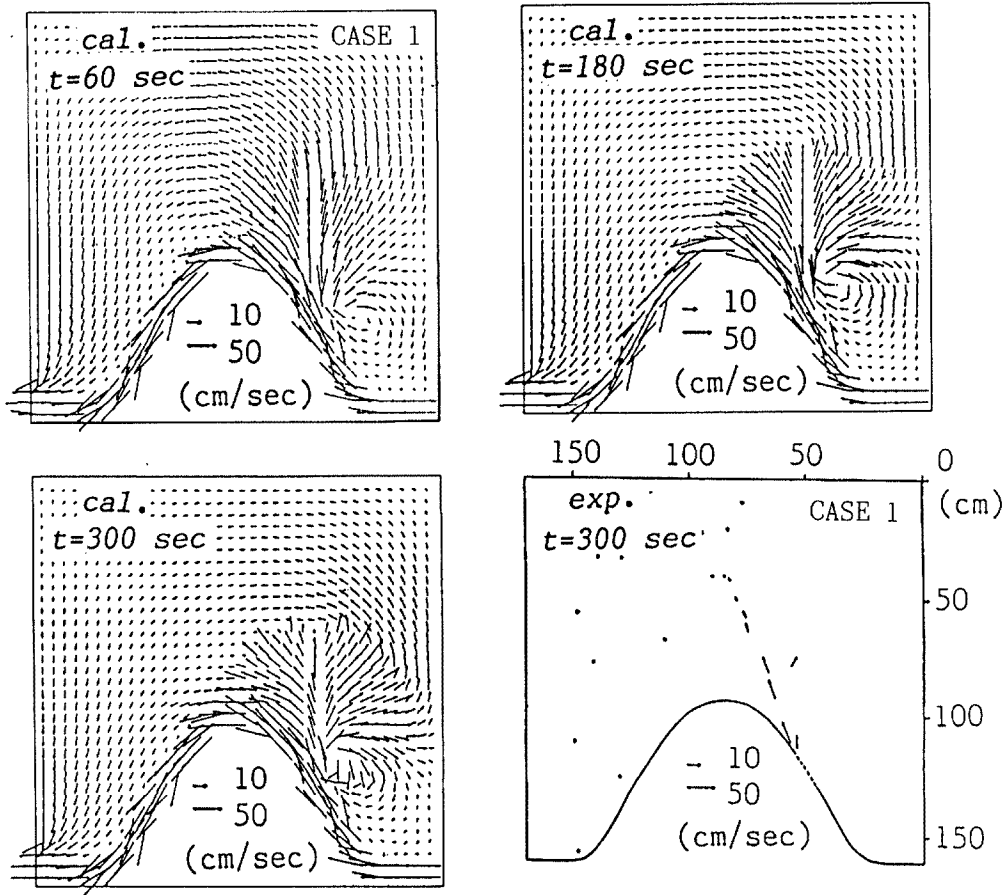 cal. CASE 1
t=60 sec
10
50
(cm/sec)
cal.
t=180 sec
10
50
(cm/sec)
cal.
t=300 sec
10
50
(cm/sec)
150 100 50 0
exp. CASE 1 (cm)
t=300 sec
50
100
10
50
(cm/sec)
150